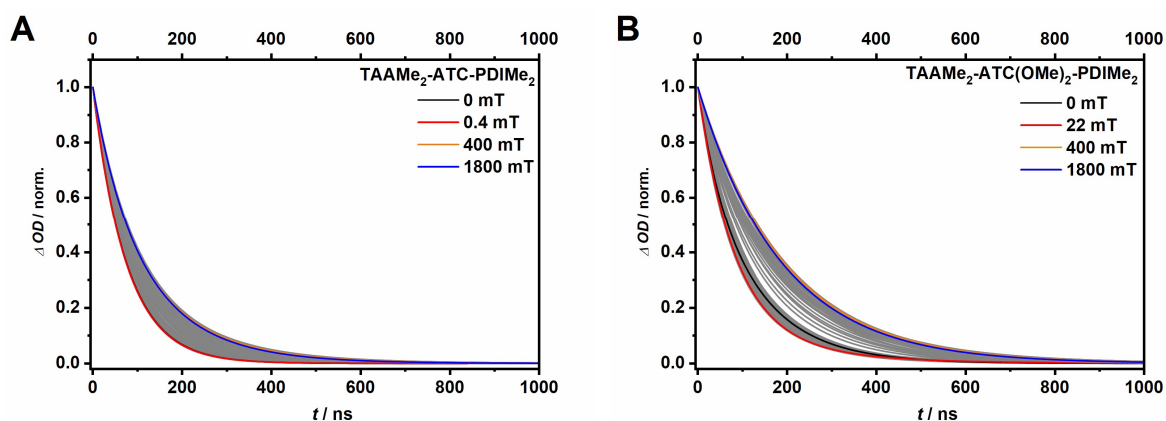 A
0 200 400 600 800 1000
TAAMe₂-ATC-PDIMe₂
0 mT
0.4 mT
400 mT
1800 mT
1.0
0.8
0.6
0.4
0.2
0.0
ΔOD / norm.
0 200 400 600 800 1000
t / ns
B
0 200 400 600 800 1000
TAAMe₂-ATC(OMe)₂-PDIMe₂
0 mT
22 mT
400 mT
1800 mT
1.0
0.8
0.6
0.4
0.2
0.0
ΔOD / norm.
0 200 400 600 800 1000
t / ns